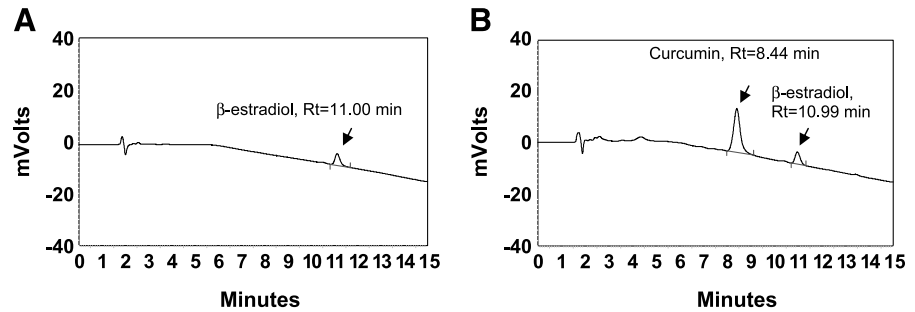 A
40
20
0
-20
-40
mVolts
β-estradiol, Rt=11.00 min
0 1 2 3 4 5 6 7 8 9 10 11 12 13 14 15
Minutes
B
40
20
0
-20
-40
mVolts
Curcumin, Rt=8.44 min
β-estradiol,
Rt=10.99 min
0 1 2 3 4 5 6 7 8 9 10 11 12 13 14 15
Minutes